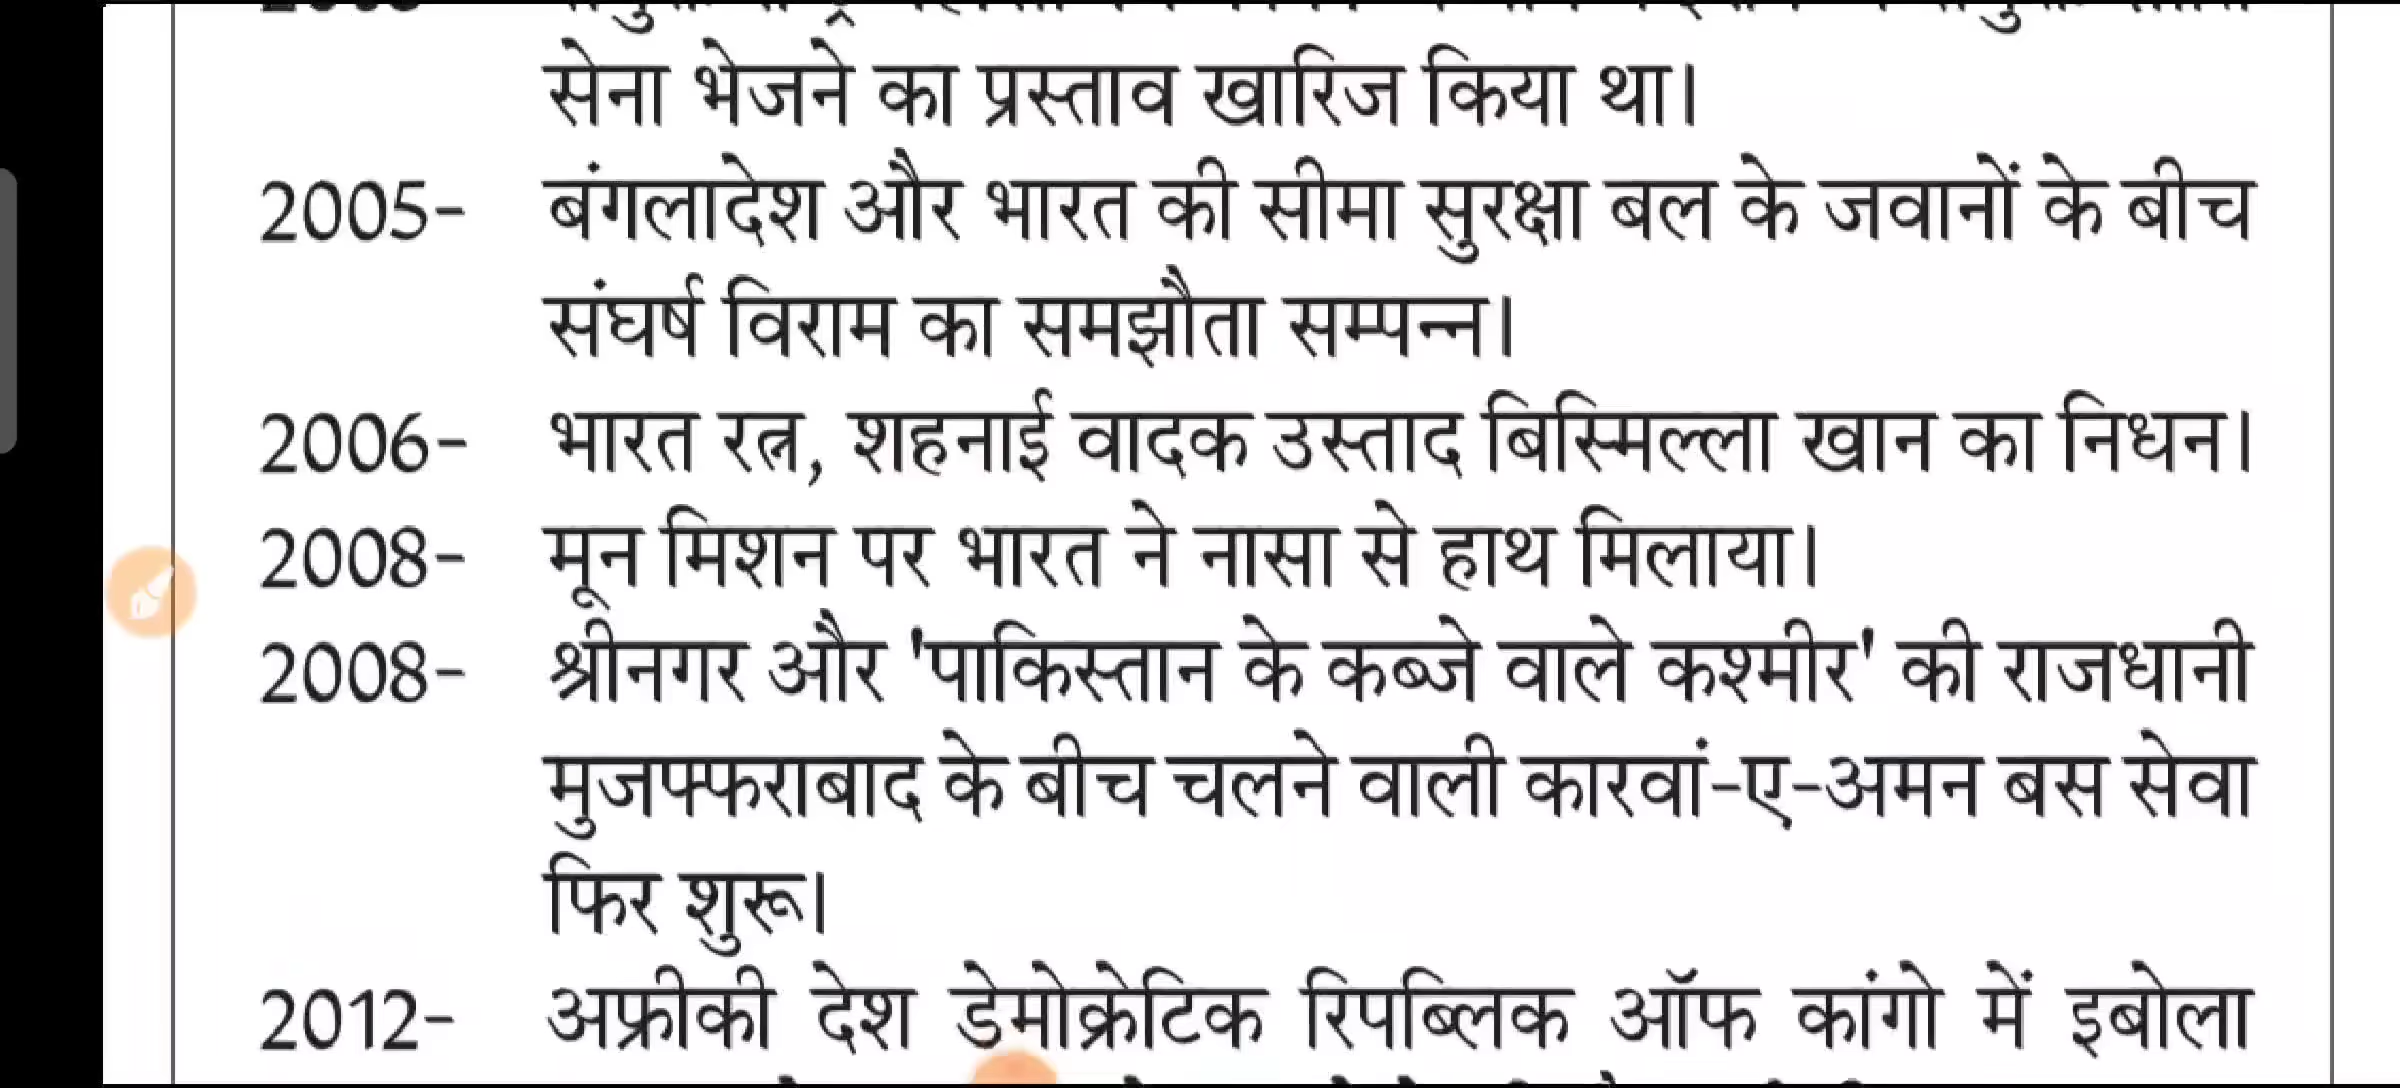 सेना भेजने का प्रस्ताव खारिज किया था।
2005- बंगलादेश और भारत की सीमा सुरक्षा बल के जवानों के बीच
संघर्ष विराम का समझौता सम्पन्न।
2006- भारत रत्न, शहनाई वादक उस्ताद बिस्मिल्ला खान का निधन।
2008- मून मिशन पर भारत ने नासा से हाथ मिलाया।
2008- श्रीनगर और 'पाकिस्तान के कब्जे वाले कश्मीर' की राजधानी
मुजफ्फराबाद के बीच चलने वाली कारवां-ए-अमन बस सेवा
फिर शुरू।
2012- अफ्रीकी देश डेमोक्रेटिक रिपब्लिक ऑफ कांगो में इबोला